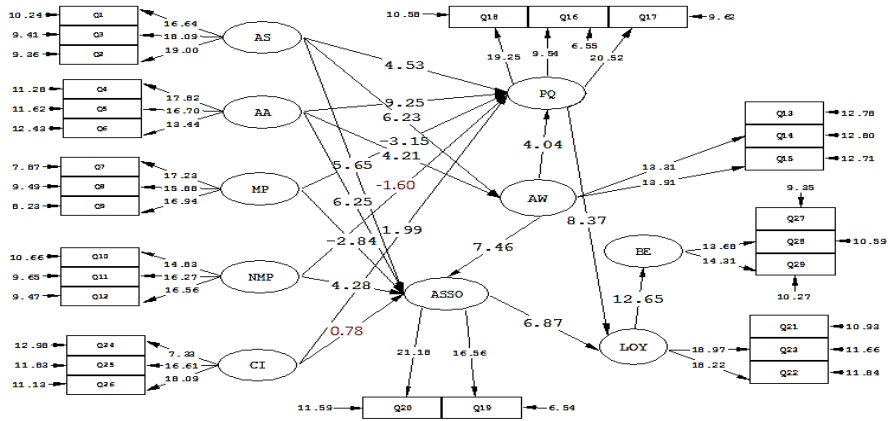 10.24 Q1 16.64
9.41 Q3 18.09 AS
9.36 Q2 19.00
11.28 Q4 17.82
11.62 Q5 16.70 AA
12.43 Q6 13.44
7.87 Q7 17.23
9.49 Q8 15.88 MP
8.23 Q9 16.94
10.66 Q10 14.83
9.65 Q11 16.27 NMP
9.47 Q12 16.56
12.98 Q24 7.33
11.83 Q25 16.61 CI
11.13 Q26 18.09
10.58 Q18 Q16 Q17 9.62
19.25 9.54 6.55 20.52
4.53 PQ
9.25
6.23
-3.15
4.21
4.04
5.65
-1.60
6.25
1.99
-2.84
4.28
0.78
AW
13.31
13.91
Q13 12.78
Q14 12.80
Q15 12.71
8.37
7.46
ASSO
6.87
BE
12.65
LOY
9.35
13.68 Q27
Q28 10.59
14.31 Q29
10.27
Q21 10.93
18.97 Q23 11.66
18.22 Q22 11.84
21.18 16.56
11.59 Q20 Q19 6.54